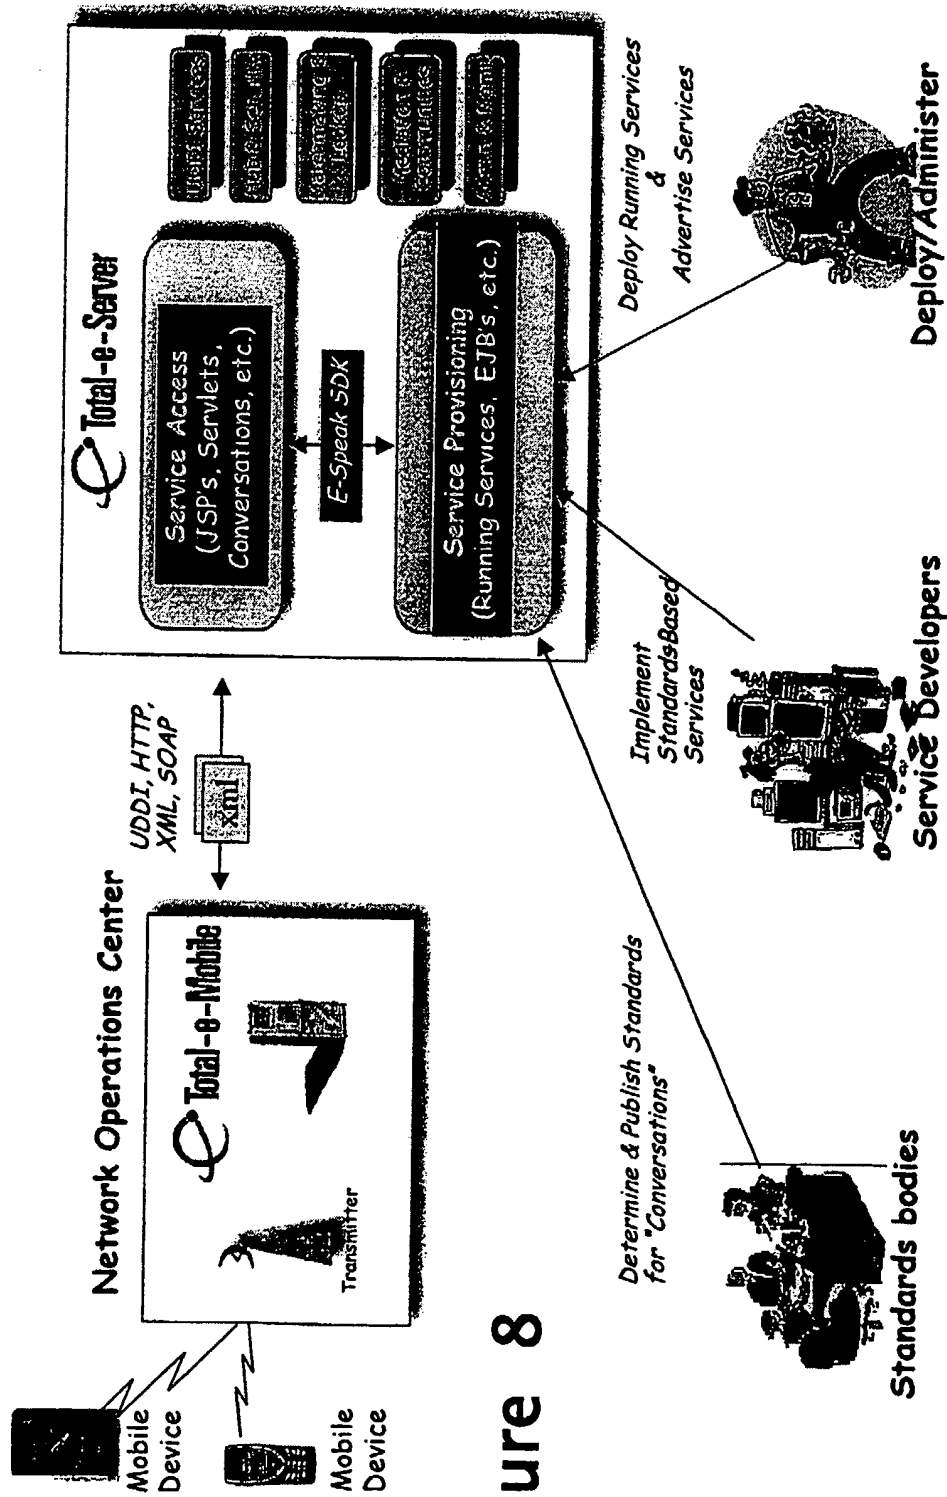 Network Operations Center
Total-e-Mobile
Transmitter
Mobile
Device
Mobile
Device
UDDI, HTTP,
XML, SOAP
xml
Total-e-Server
Service Access
(JSP's, Servlets,
Conversations, etc.)
E-Speak SDK
Service Provisioning
(Running Services, EJB's, etc.)
Determine & Publish Standards
for "Conversations"
Implement
StandardsBased
Services
Deploy Running Services
&
Advertise Services
Standards bodies
Service Developers
Deploy/Administer
ure 8